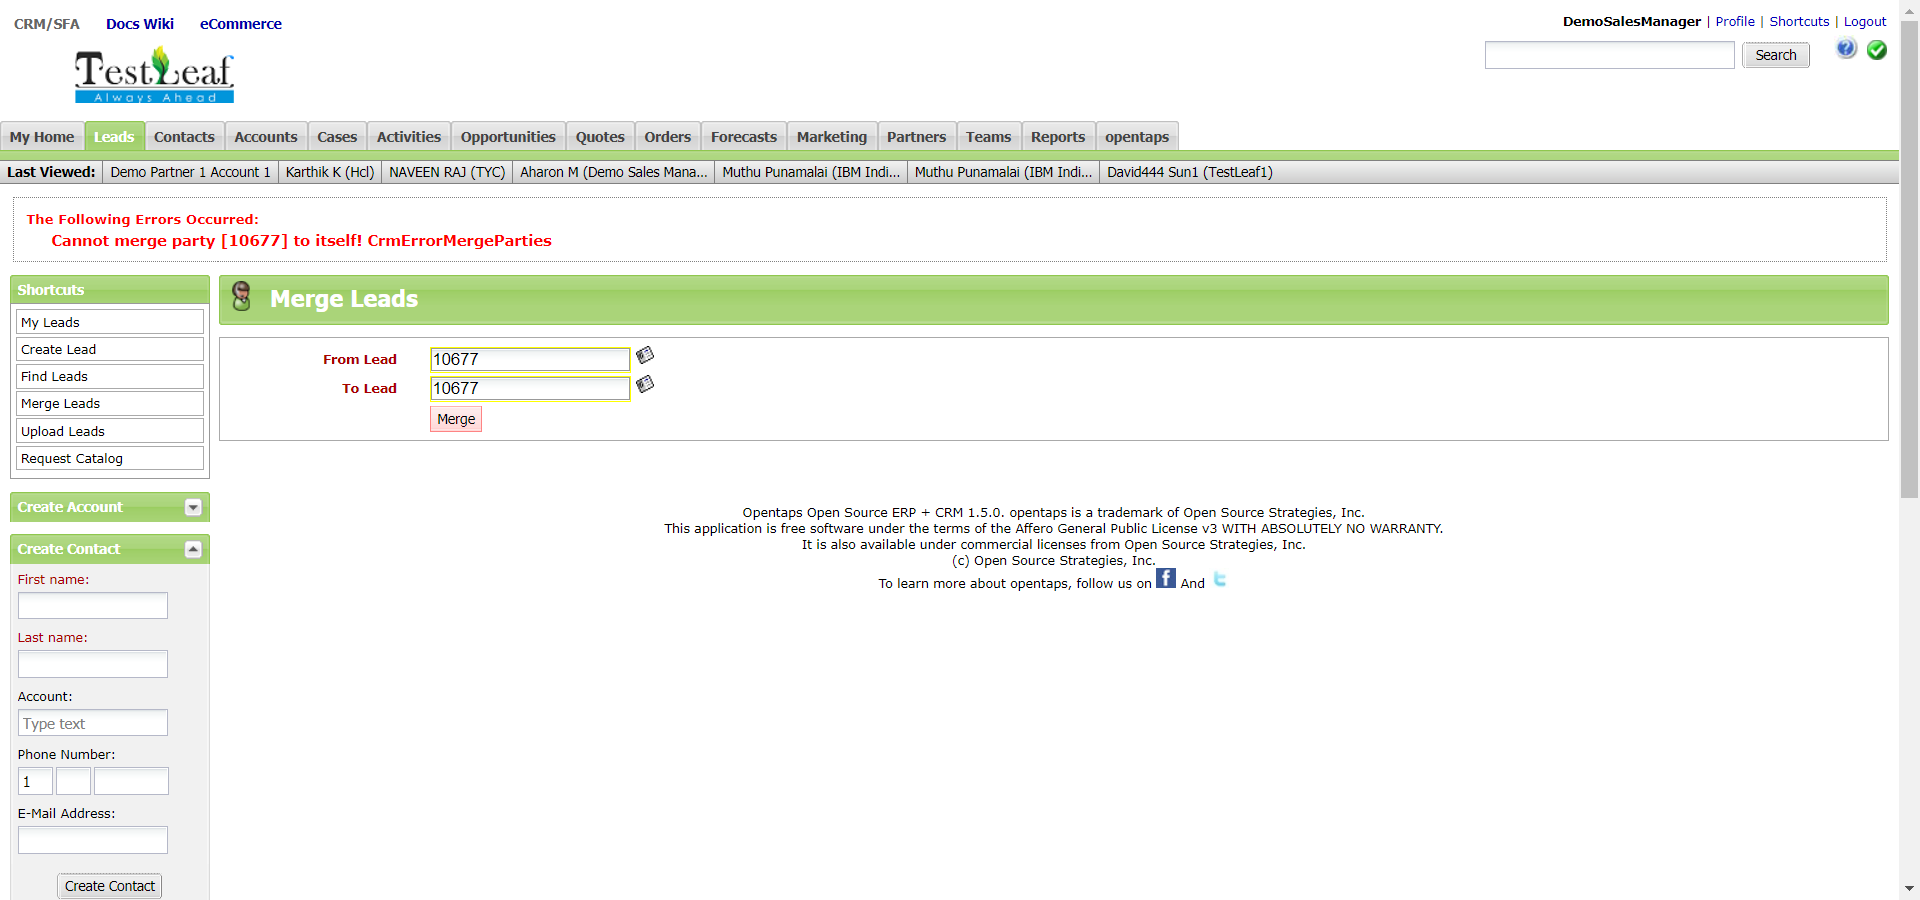 CRM/SFA Docs Wiki eCommerce
DemoSalesManager | Profile | Shortcuts | Logout
Search
TestLeaf
Always Ahead
My Home Leads Contacts Accounts Cases Activities Opportunities Quotes Orders Forecasts Marketing Partners Teams Reports opentaps
Last Viewed: Demo Partner 1 Account 1 Karthik K (Hcl) NAVEEN RAJ (TYC) Aharon M (Demo Sales Mana... Muthu Punamalai (IBM Indi... Muthu Punamalai (IBM Indi... David444 Sun1 (TestLeaf1)
The Following Errors Occurred:
Cannot merge party [10677] to itself! CrmErrorMergeParties
Shortcuts
My Leads
Create Lead
Find Leads
Merge Leads
Upload Leads
Request Catalog
Create Account
Create Contact
First name:
Last name:
Account:
Type text
Phone Number:
1
E-Mail Address:
Create Contact
Merge Leads
From Lead 10677
To Lead 10677
Merge
Opentaps Open Source ERP + CRM 1.5.0. opentaps is a trademark of Open Source Strategies, Inc.
This application is free software under the terms of the Affero General Public License v3 WITH ABSOLUTELY NO WARRANTY.
It is also available under commercial licenses from Open Source Strategies, Inc.
(c) Open Source Strategies, Inc.
To learn more about opentaps, follow us on f And t